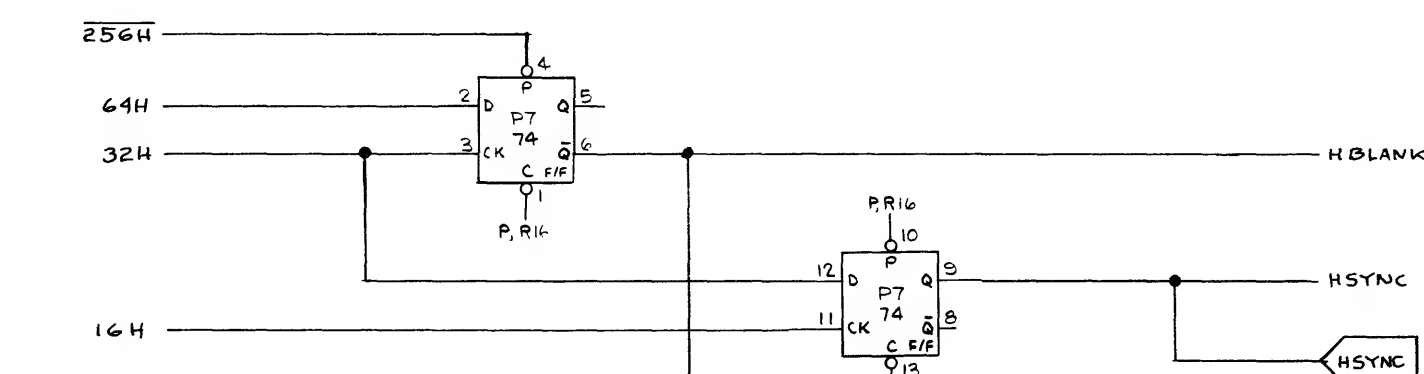 256H
4
P
64H 2 D Q 5
P7
74
32H 3 CK Q̅ 6 HBLANK
C F/F
1
P, R16
P, R16
10
P
12 D Q 9 HSYNC
P7
74
16H 11 CK Q̅ 8
C F/F
13
HSYNC